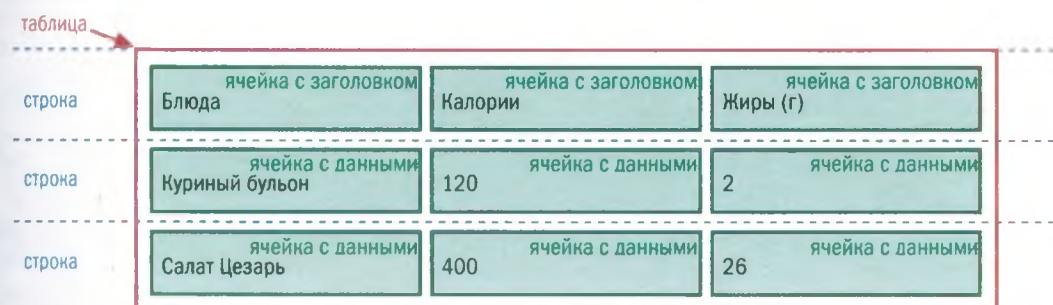 таблица
ячейка с заголовком ячейка с заголовком ячейка с заголовком
строка Блюда Калории Жиры (г)
ячейка с данными ячейка с данными ячейка с данными
строка Куриный бульон 120 2
ячейка с данными ячейка с данными ячейка с данными
строка Салат Цезарь 400 26